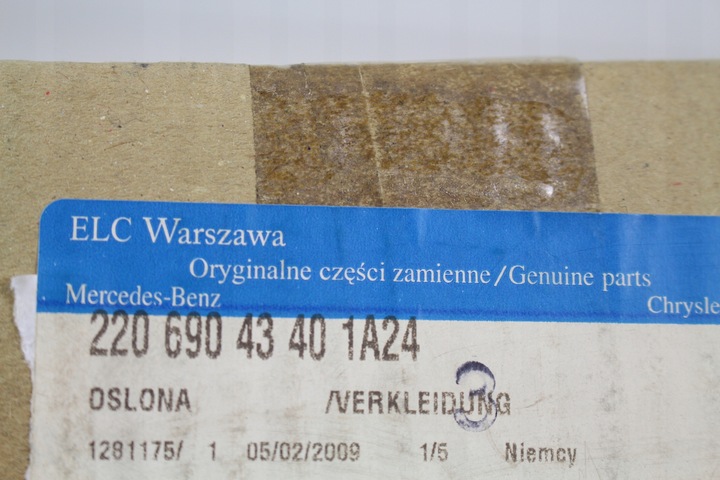 ELC Warszawa
Oryginalne części zamienne/Genuine parts
Mercedes-Benz Chrysle
220 690 43 40 1A24
OSLONA /VERKLEIDUNG
3
1281175/ 1 05/02/2009 1/5 Niemcy